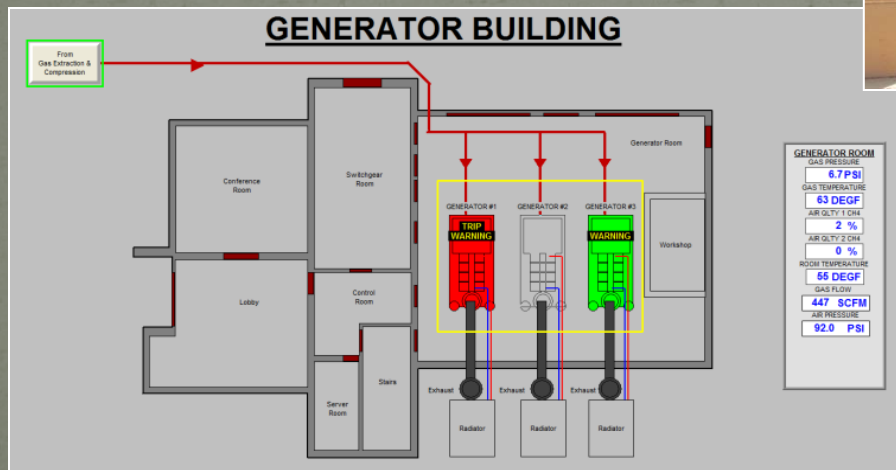 GENERATOR BUILDING
From
Gas Extraction &
Compression
Conference
Room
Switchgear
Room
Generator Room
GENERATOR #1
GENERATOR #2
GENERATOR #3
TRIP
WARNING
WARNING
Workshop
Lobby
Control
Room
Stairs
Server
Room
Exhaust
Exhaust
Exhaust
Radiator
Radiator
Radiator
GENERATOR ROOM
GAS PRESSURE
6.7 PSI
GAS TEMPERATURE
63 DEGF
AIR QLTY 1 CH4
2 %
AIR QLTY 2 CH4
0 %
ROOM TEMPERATURE
55 DEGF
GAS FLOW
447 SCFM
AIR PRESSURE
92.0 PSI